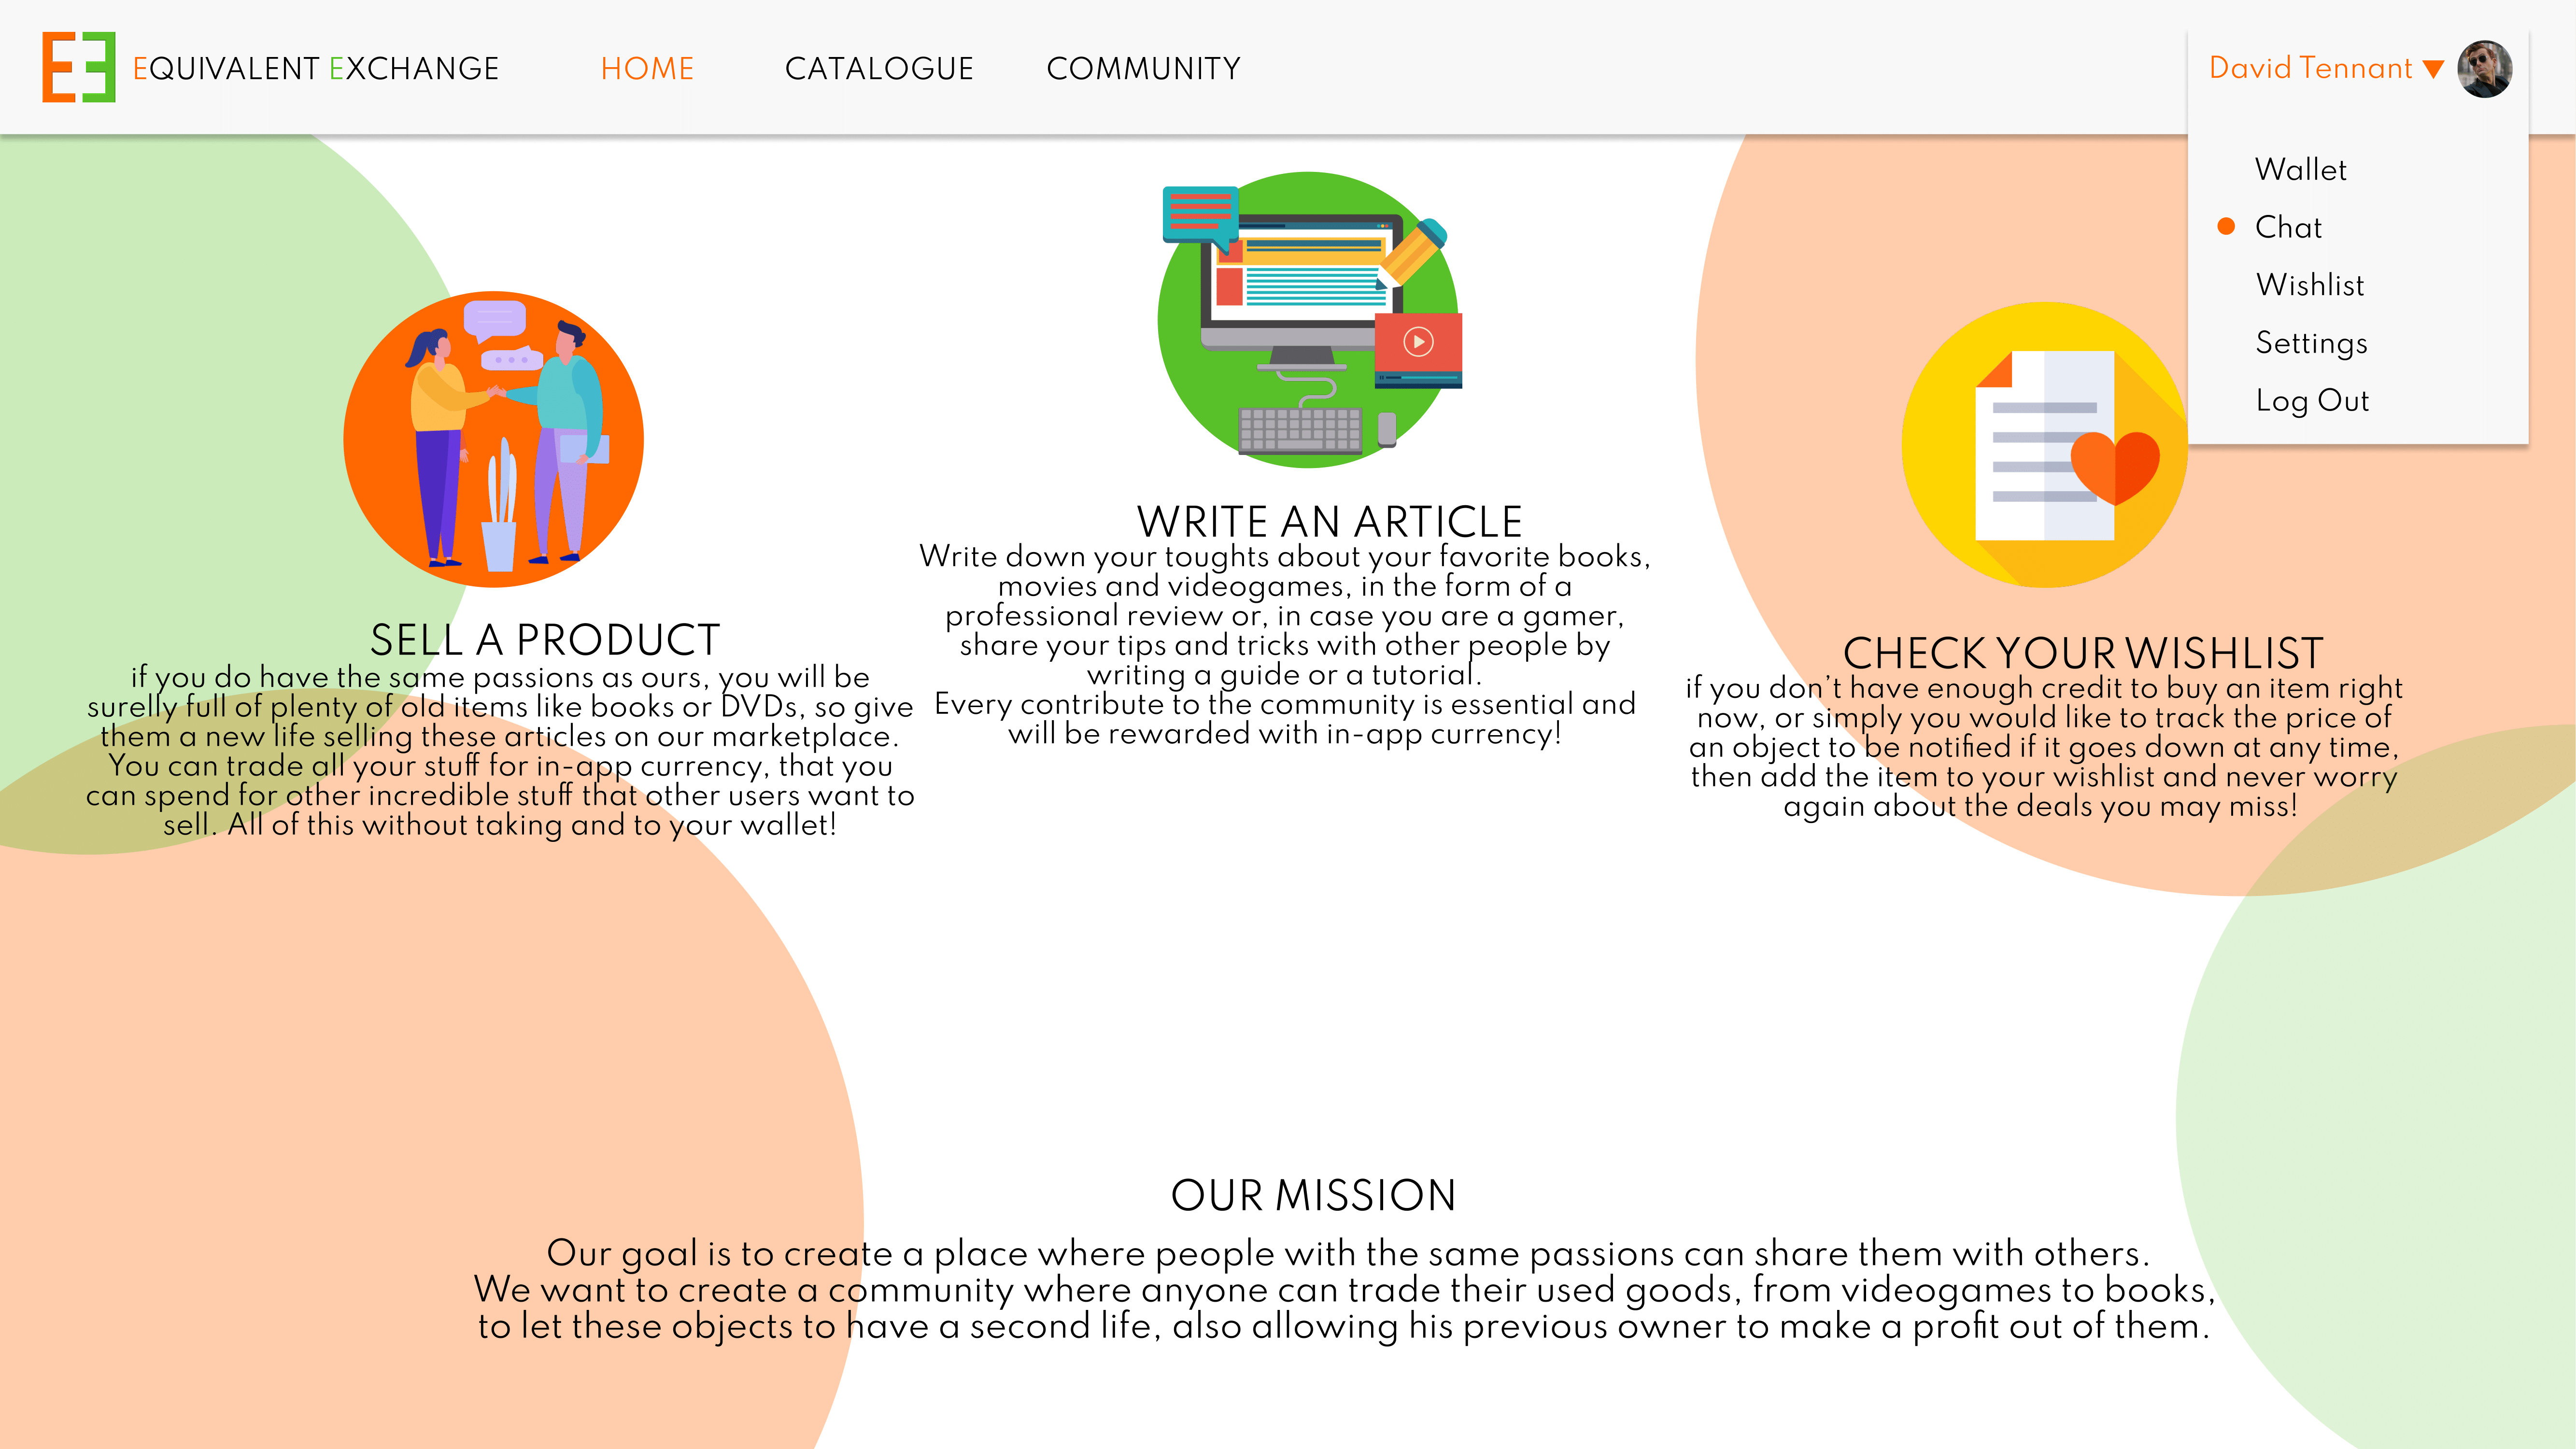 EQUIVALENT EXCHANGE
HOME
CATALOGUE
COMMUNITY
David Tennant
Wallet
Chat
Wishlist
Settings
Log Out
SELL A PRODUCT
if you do have the same passions as ours, you will be
surelly full of plenty of old items like books or DVDs, so give
them a new life selling these articles on our marketplace.
You can trade all your stuff for in-app currency, that you
can spend for other incredible stuff that other users want to
sell. All of this without taking and to your wallet!
WRITE AN ARTICLE
Write down your toughts about your favorite books,
movies and videogames, in the form of a
professional review or, in case you are a gamer,
share your tips and tricks with other people by
writing a guide or a tutorial.
Every contribute to the community is essential and
will be rewarded with in-app currency!
CHECK YOUR WISHLIST
if you don't have enough credit to buy an item right
now, or simply you would like to track the price of
an object to be notified if it goes down at any time,
then add the item to your wishlist and never worry
again about the deals you may miss!
OUR MISSION
Our goal is to create a place where people with the same passions can share them with others.
We want to create a community where anyone can trade their used goods, from videogames to books,
to let these objects to have a second life, also allowing his previous owner to make a profit out of them.